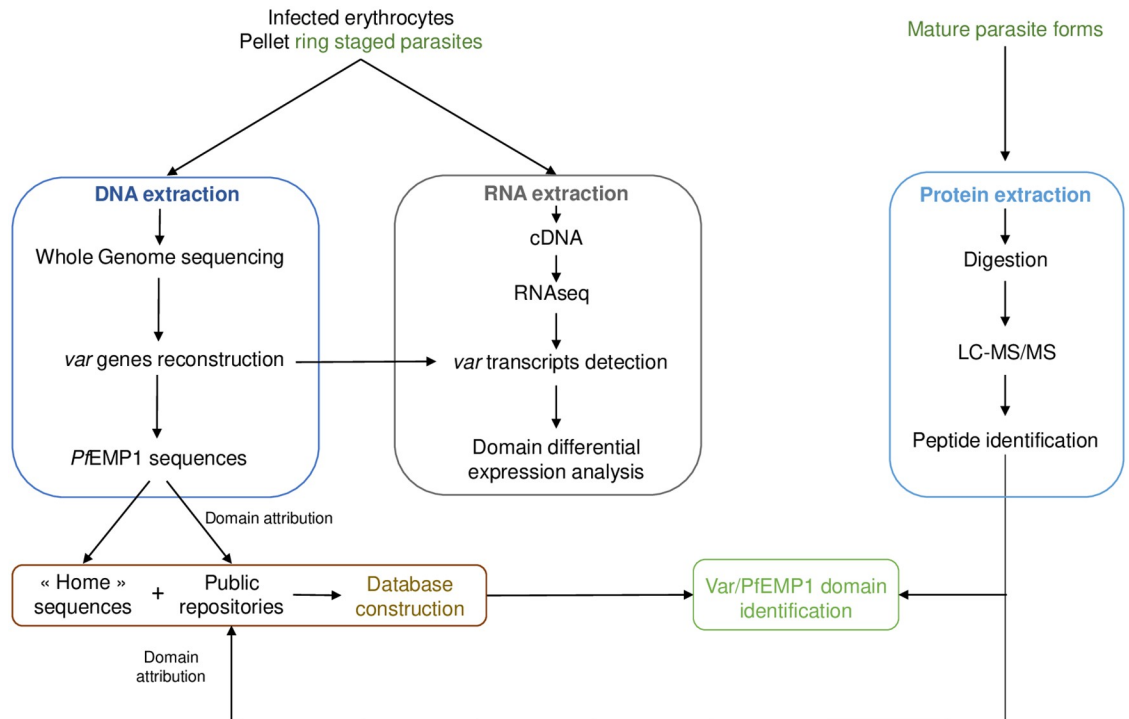 Infected erythrocytes
Pellet ring staged parasites
Mature parasite forms
DNA extraction
Whole Genome sequencing
var genes reconstruction
PfEMP1 sequences
RNA extraction
cDNA
RNAseq
var transcripts detection
Domain differential
expression analysis
Protein extraction
Digestion
LC-MS/MS
Peptide identification
Domain attribution
« Home »
sequences
+
Public
repositories
Database
construction
Var/PfEMP1 domain
identification
Domain
attribution